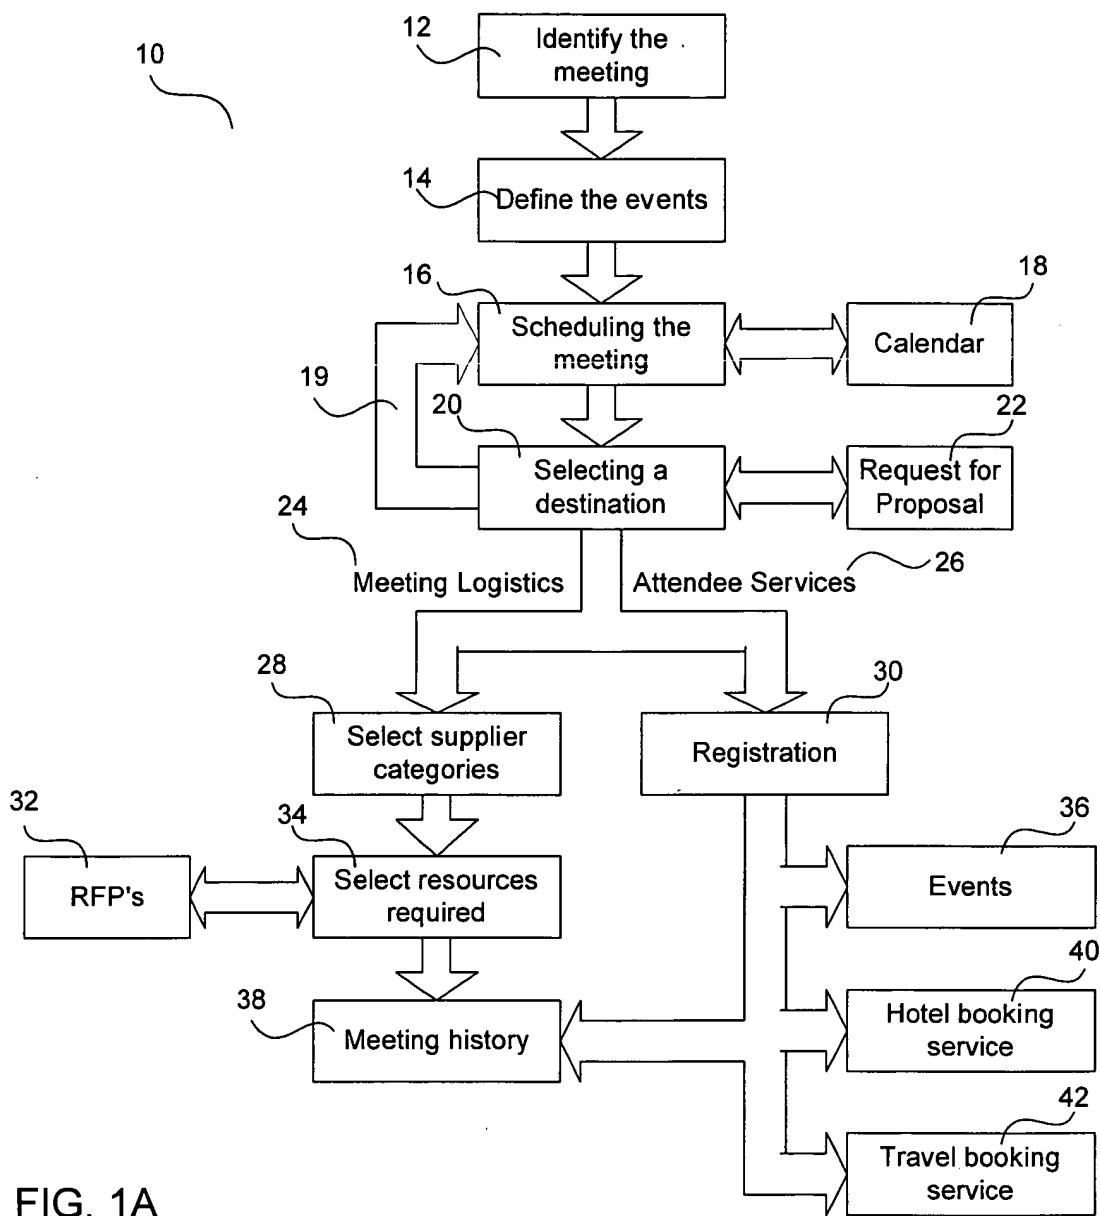 12
Identify the
meeting
10
14
Define the events
16
18
Scheduling the
meeting
Calendar
19
20
22
Selecting a
destination
Request for
Proposal
24
Meeting Logistics
Attendee Services
26
28
30
Select supplier
categories
Registration
32
34
36
RFP's
Select resources
required
Events
38
40
Meeting history
Hotel booking
service
42
Travel booking
service
FIG. 1A